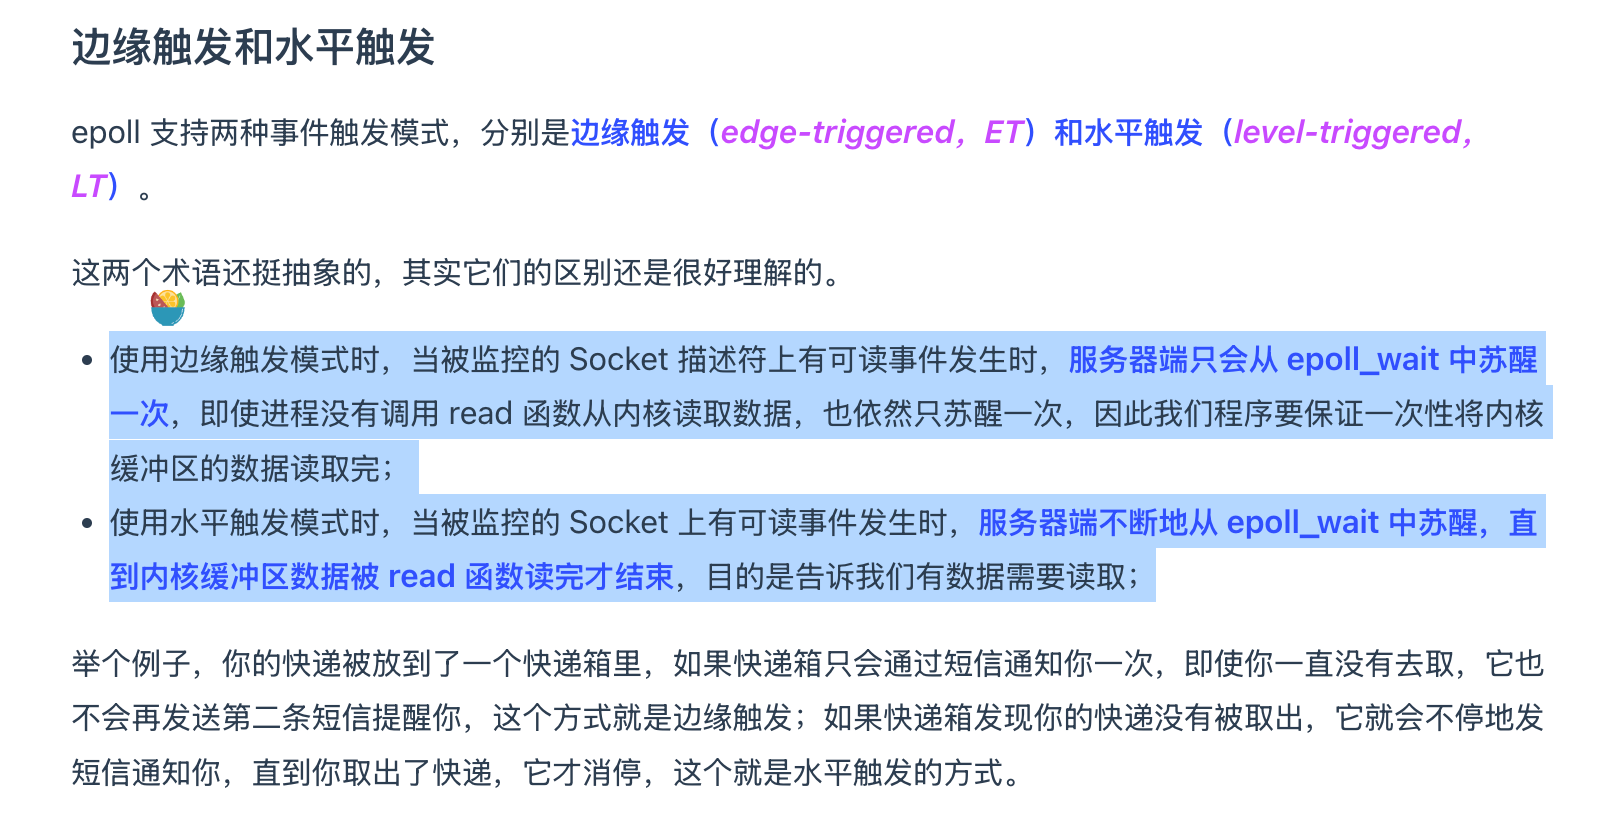 边缘触发和水平触发
epoll 支持两种事件触发模式，分别是边缘触发（edge-triggered，ET）和水平触发（level-triggered，
LT）。
这两个术语还挺抽象的，其实它们的区别还是很好理解的。
• 使用边缘触发模式时，当被监控的 Socket 描述符上有可读事件发生时，服务器端只会从 epoll_wait 中苏醒
一次，即使进程没有调用 read 函数从内核读取数据，也依然只苏醒一次，因此我们程序要保证一次性将内核
缓冲区的数据读取完；
• 使用水平触发模式时，当被监控的 Socket 上有可读事件发生时，服务器端不断地从 epoll_wait 中苏醒，直
到内核缓冲区数据被 read 函数读完才结束，目的是告诉我们有数据需要读取；
举个例子，你的快递被放到了一个快递箱里，如果快递箱只会通过短信通知你一次，即使你一直没有去取，它也
不会再发送第二条短信提醒你，这个方式就是边缘触发；如果快递箱发现你的快递没有被取出，它就会不停地发
短信通知你，直到你取出了快递，它才消停，这个就是水平触发的方式。